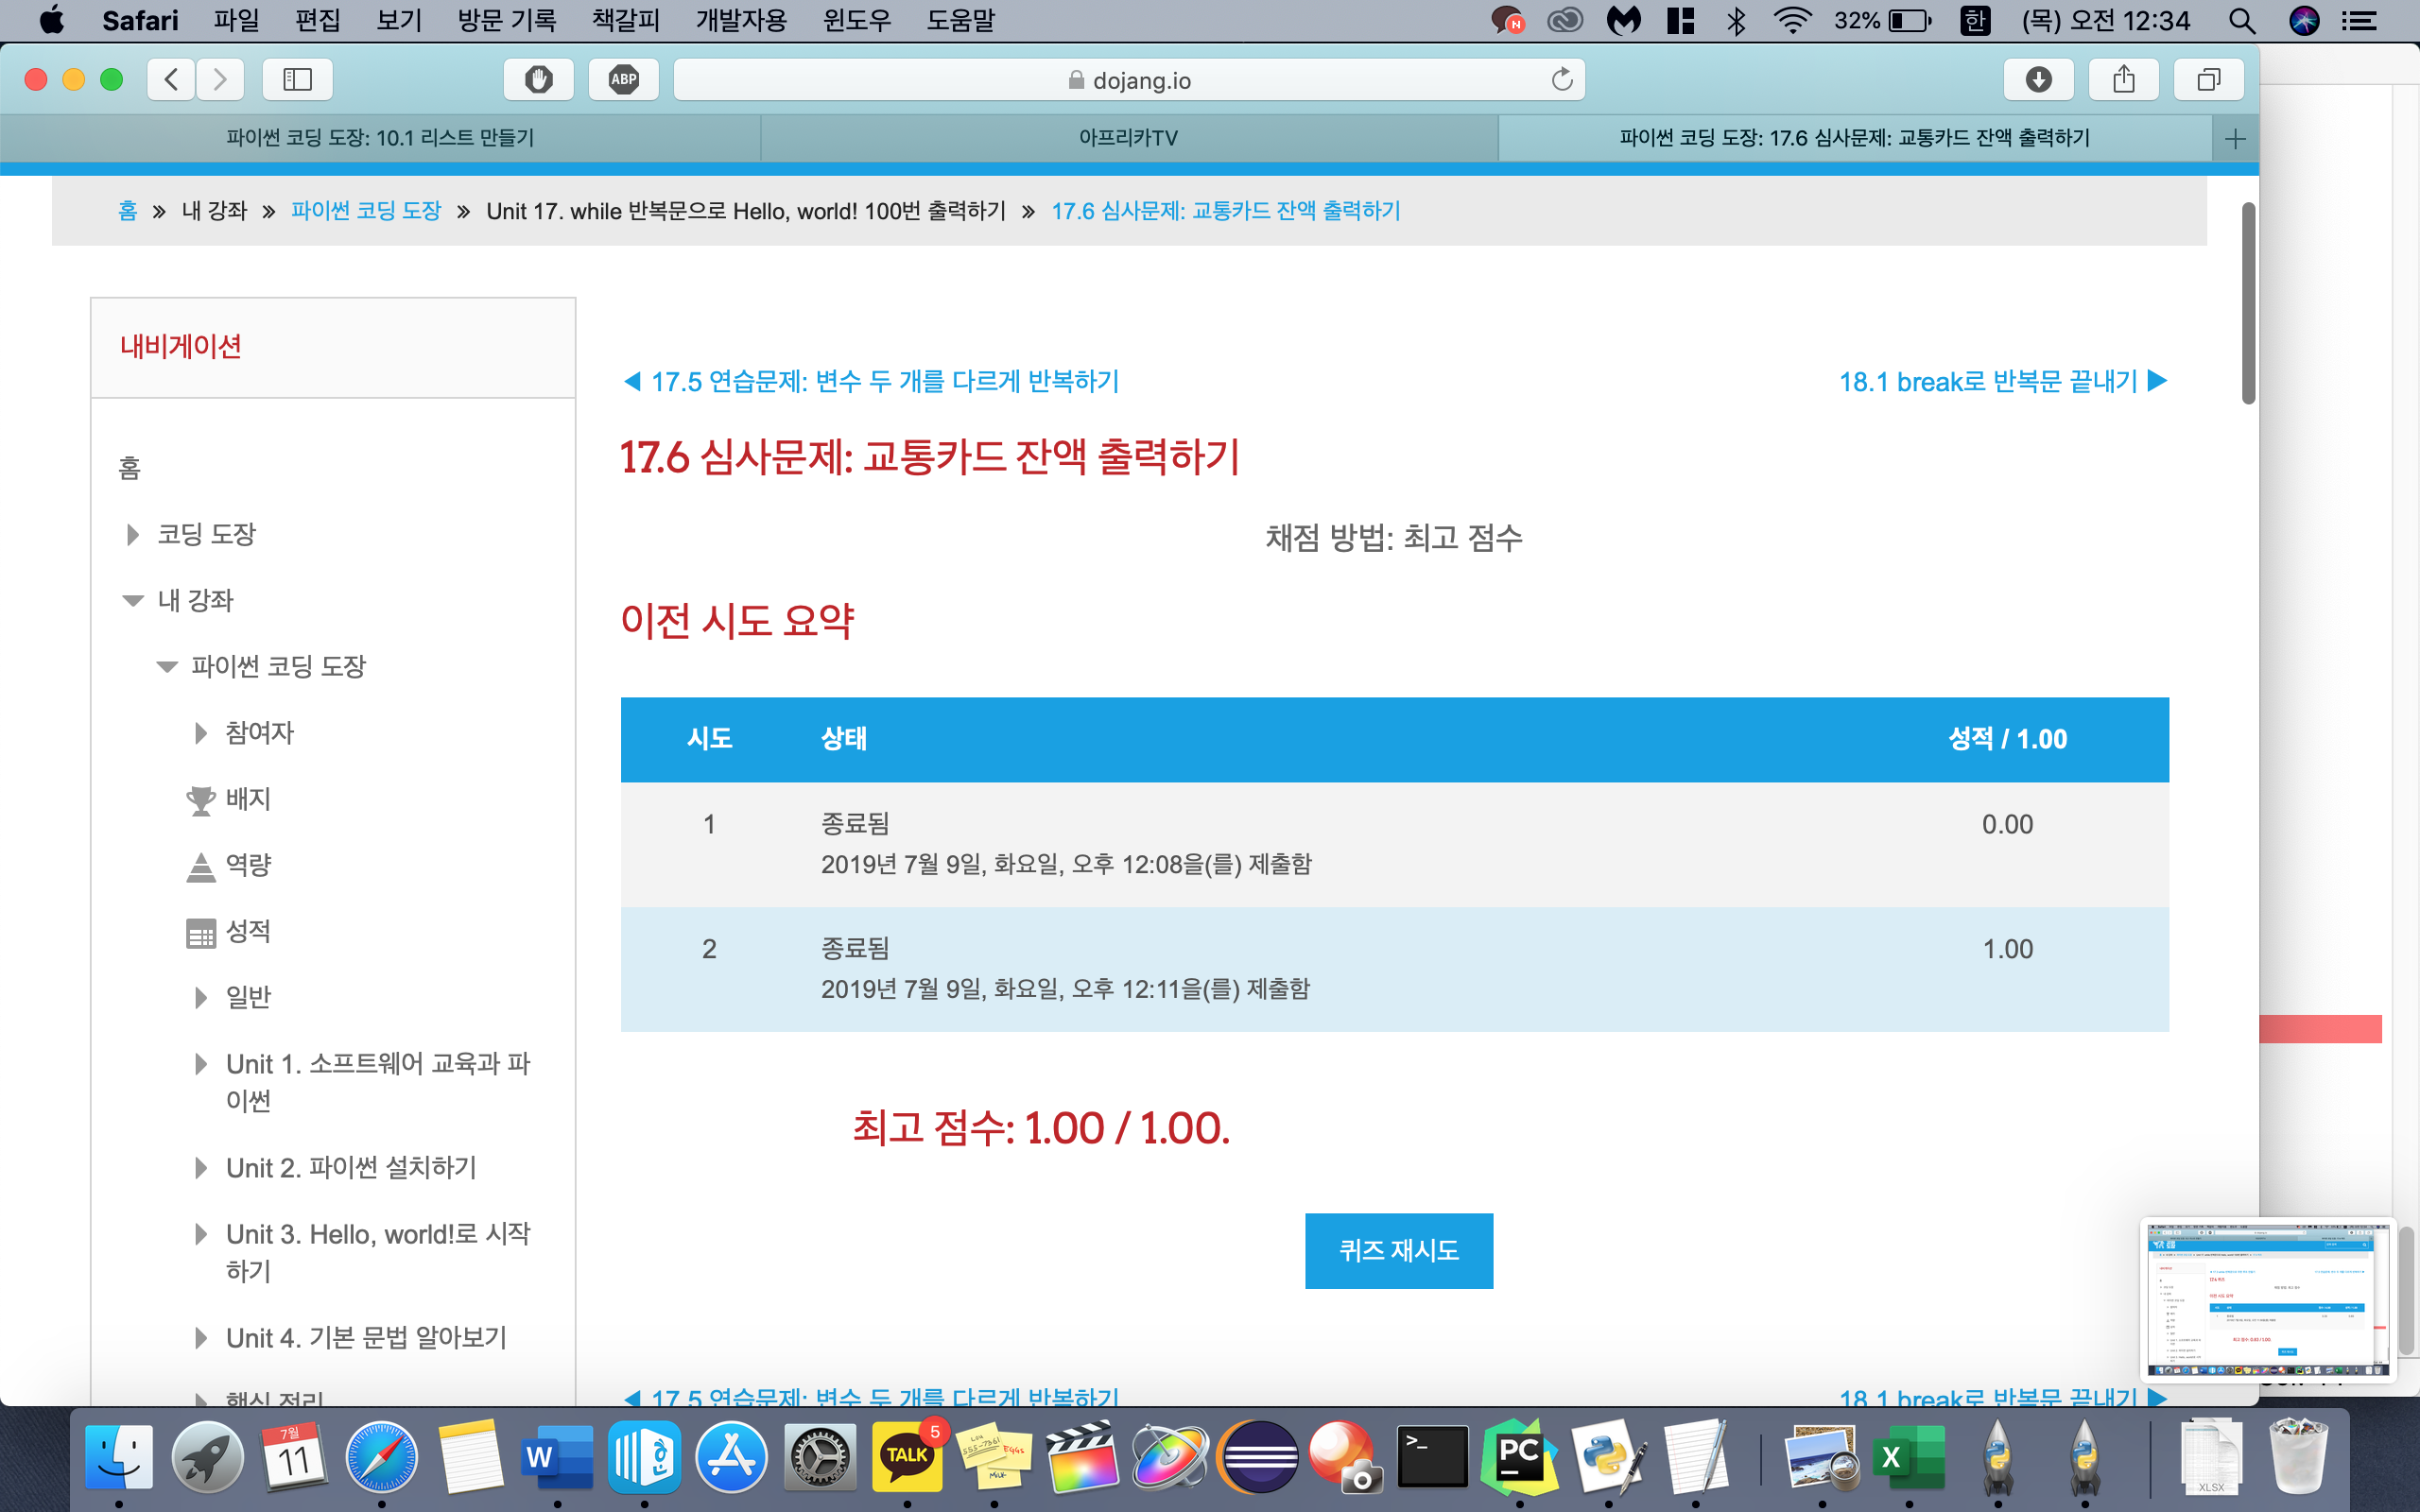 Safari 파일 편집 보기 방문 기록 책갈피 개발자용 윈도우 도움말 N 32% 한 (목) 오전 12:34
ABP dojang.io
파이썬 코딩 도장: 10.1 리스트 만들기 아프리카TV 파이썬 코딩 도장: 17.6 심사문제: 교통카드 잔액 출력하기
홈 » 내 강좌 » 파이썬 코딩 도장 » Unit 17. while 반복문으로 Hello, world! 100번 출력하기 » 17.6 심사문제: 교통카드 잔액 출력하기
내비게이션
홈
코딩 도장
내 강좌
파이썬 코딩 도장
참여자
배지
역량
성적
일반
Unit 1. 소프트웨어 교육과 파
이썬
Unit 2. 파이썬 설치하기
Unit 3. Hello, world!로 시작
하기
Unit 4. 기본 문법 알아보기
핵심 정리
◀ 17.5 연습문제: 변수 두 개를 다르게 반복하기 18.1 break로 반복문 끝내기 ▶
17.6 심사문제: 교통카드 잔액 출력하기
채점 방법: 최고 점수
이전 시도 요약
시도 상태 성적 / 1.00
1 종료됨 0.00
2019년 7월 9일, 화요일, 오후 12:08을(를) 제출함
2 종료됨 1.00
2019년 7월 9일, 화요일, 오후 12:11을(를) 제출함
최고 점수: 1.00 / 1.00.
퀴즈 재시도
◀ 17.5 연습문제: 변수 두 개를 다르게 반복하기 18.1 break로 반복문 끝내기 ▶
7월
11
W
TALK
5
EGGS
MILK
>_
PC
X
XLSX